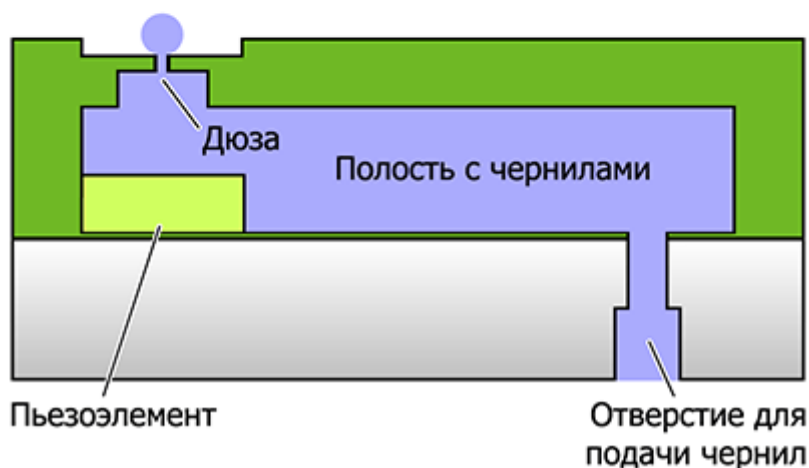 Дюза
Полость с чернилами
Пьезоэлемент
Отверстие для
подачи чернил